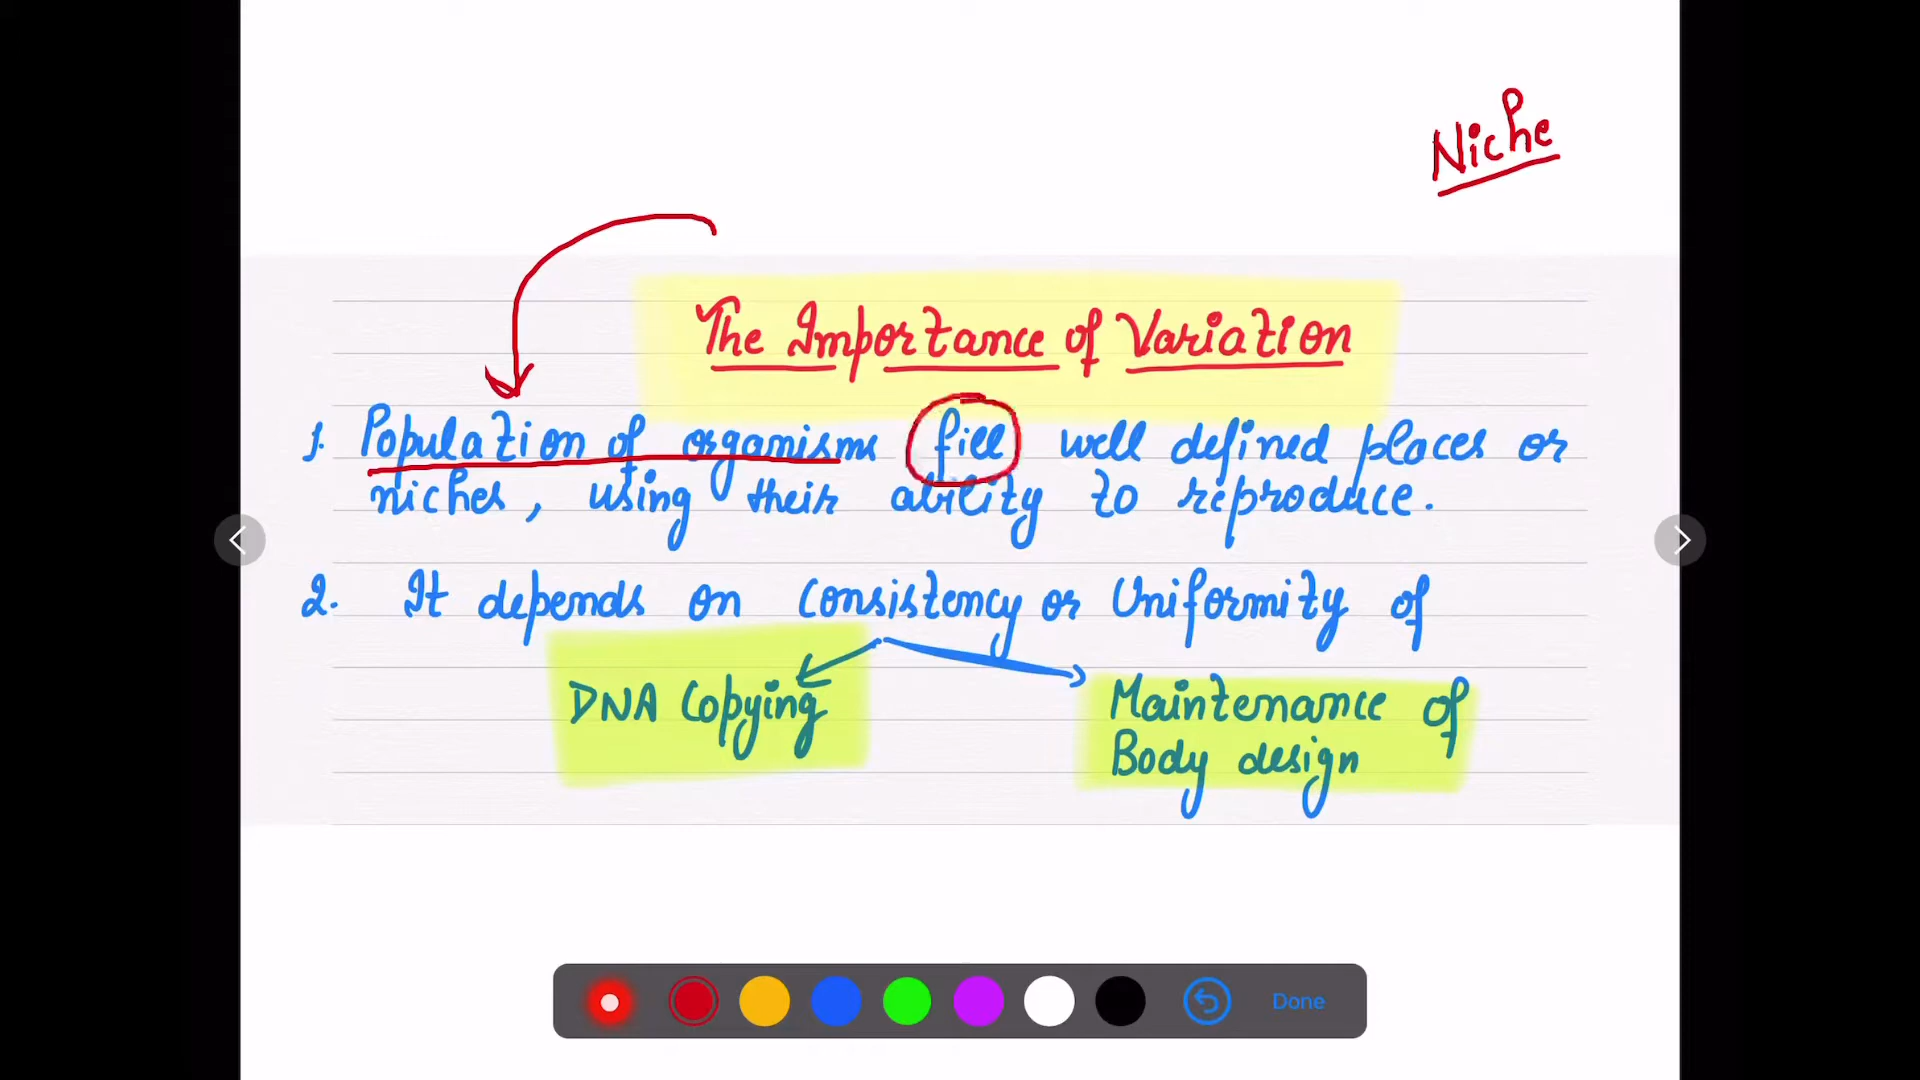 Niche
The Importance of Variation
1. Population of organisms fill well defined places or
niches, using their ability to reproduce.
2. It depends on Consistency or Uniformity of
DNA Copying
Maintenance of
Body design
Done